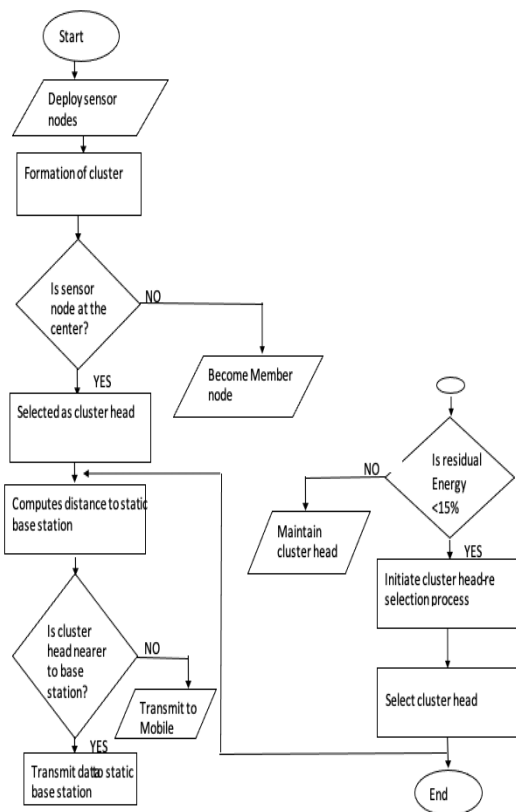 Start
Deploy sensor
nodes
Formation of cluster
Is sensor
node at the
center?
NO
Become Member
node
YES
Selected as cluster head
Computes distance to static
base station
Is cluster
head nearer
to base
station?
NO
Transmit to
Mobile
YES
Transmit data to static
base station
Is residual
Energy
<15%
NO
Maintain
cluster head
YES
Initiate cluster head-re
selection process
Select cluster head
End